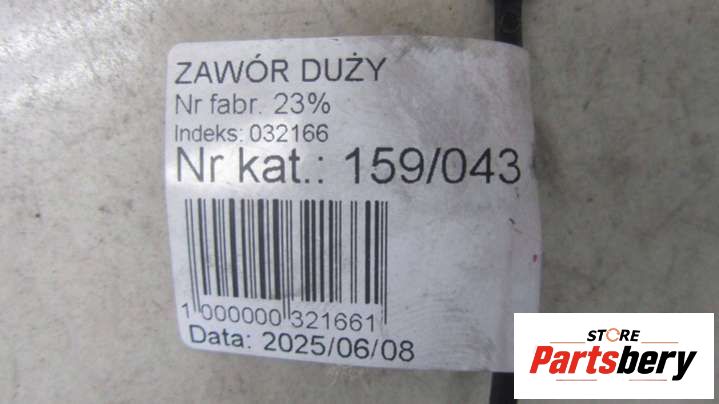 ZAWÓR DUŻY
Nr fabr. 23%
Indeks: 032166
Nr kat.: 159/043
1 000000 321661
Data: 2025/06/08
STORE
Partsbery